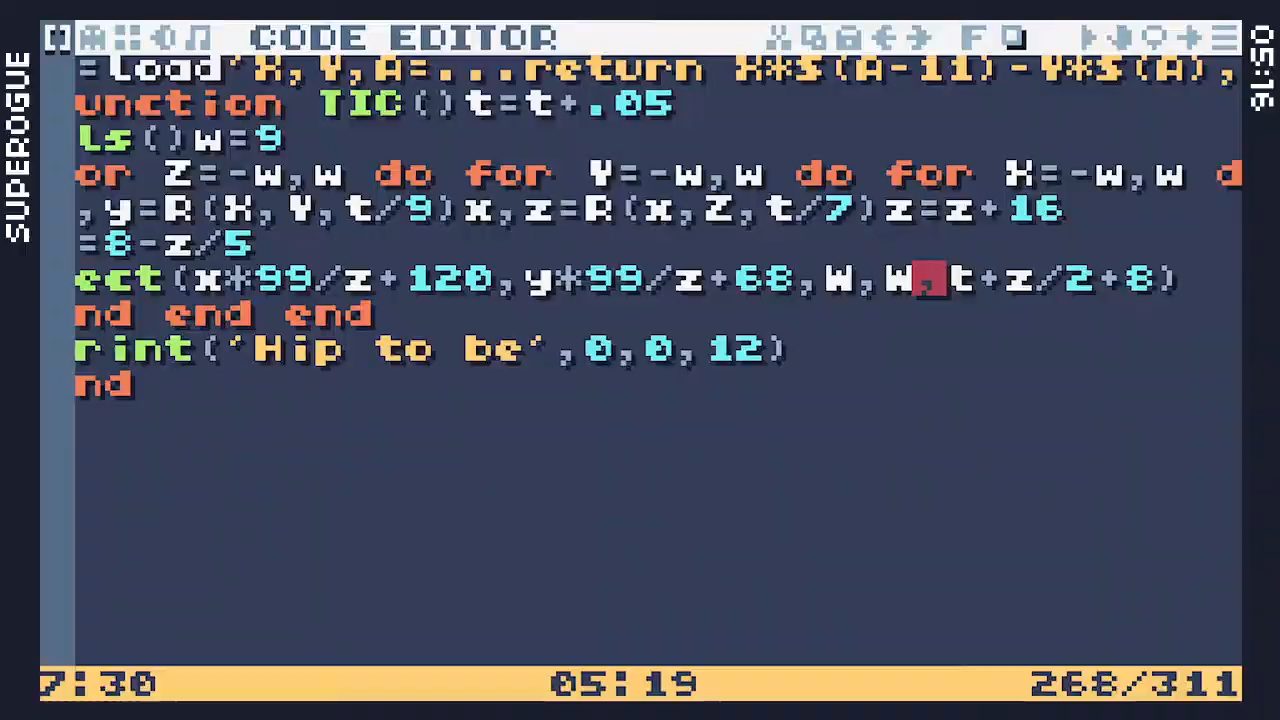 SUPEROGUE
CODE EDITOR
05:16
=load'X,Y,A=...return X*S(A-11)-Y*S(A),
unction TIC()t=t+.05
ls()w=9
or Z=-w,w do for Y=-w,w do for X=-w,w d
,y=R(X,Y,t/9)x,z=R(x,Z,t/7)z=z+16
=8-z/5
ect(x*99/z+120,y*99/z+68,W,W,t+z/2+8)
nd end end
rint('Hip to be',0,0,12)
nd
7:30 05:19 268/311